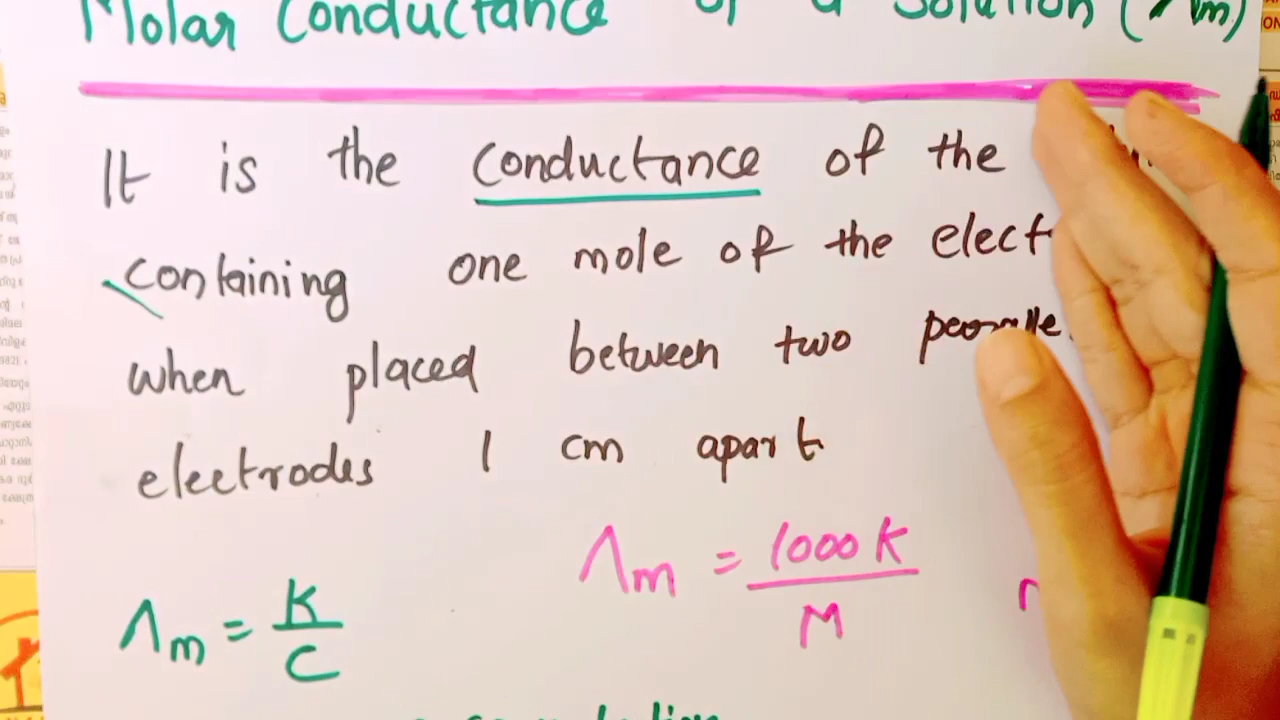 Molar Conductance of a Solution (Λm)
It is the conductance of the
containing one mole of the elect
when placed between two
electrodes 1 cm apart
Λm = 1000 K / M
Λm = K / C